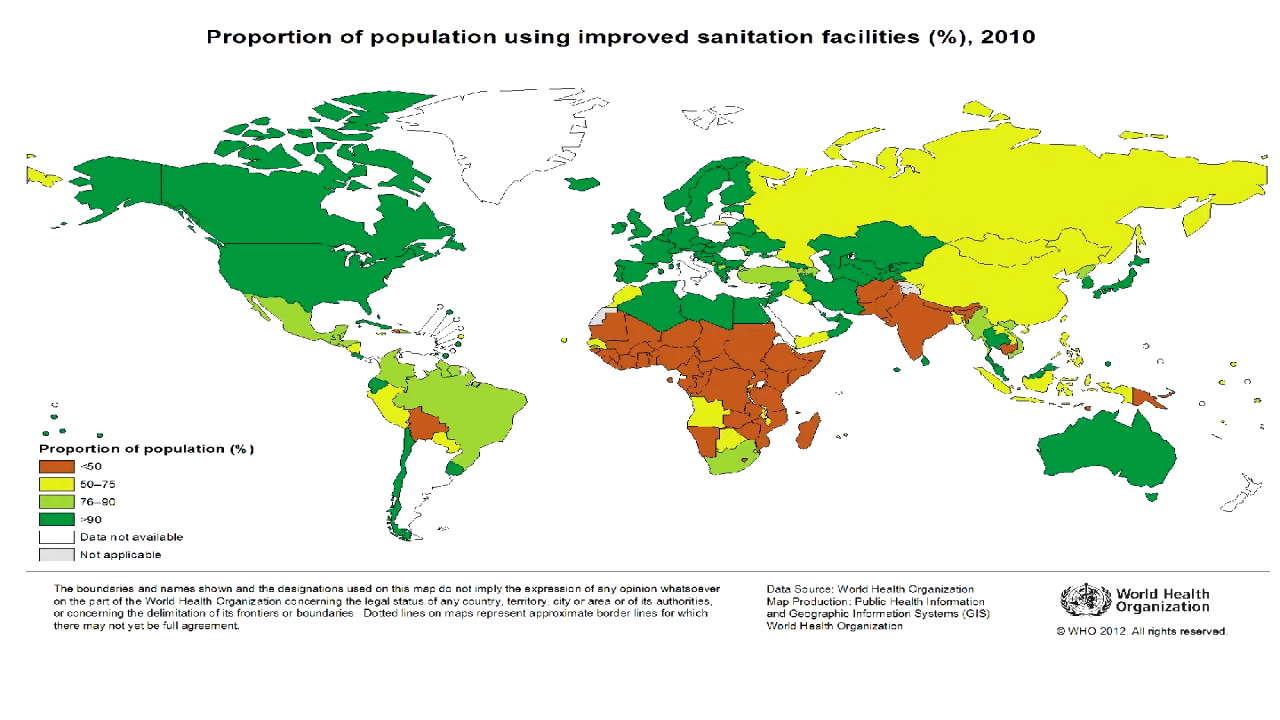 Proportion of population using improved sanitation facilities (%), 2010
Proportion of population (%)
<50
50–75
76–90
>90
Data not available
Not applicable
The boundaries and names shown and the designations used on this map do not imply the expression of any opinion whatsoever
on the part of the World Health Organization concerning the legal status of any country, territory, city or area or of its authorities,
or concerning the delimitation of its frontiers or boundaries. Dotted lines on maps represent approximate border lines for which
there may not yet be full agreement.
Data Source: World Health Organization
Map Production: Public Health Information
and Geographic Information Systems (GIS)
World Health Organization
World Health
Organization
© WHO 2012. All rights reserved.